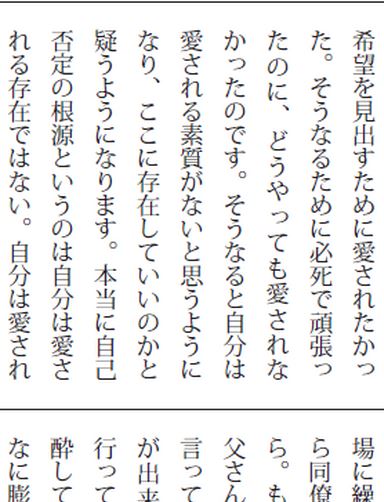 希望を見出すために愛されたかっ
た。そうなるために必死で頑張っ
たのに、どうやっても愛されな
かったのです。そうなると自分は
愛される素質がないと思うように
なり、ここに存在していいのかと
疑うようになります。本当に自己
否定の根源というのは自分は愛さ
れる存在ではない。自分は愛され
場に繰
ら同僚
ら。も
父さん
言って
が出来
行って
酔して
なに膨